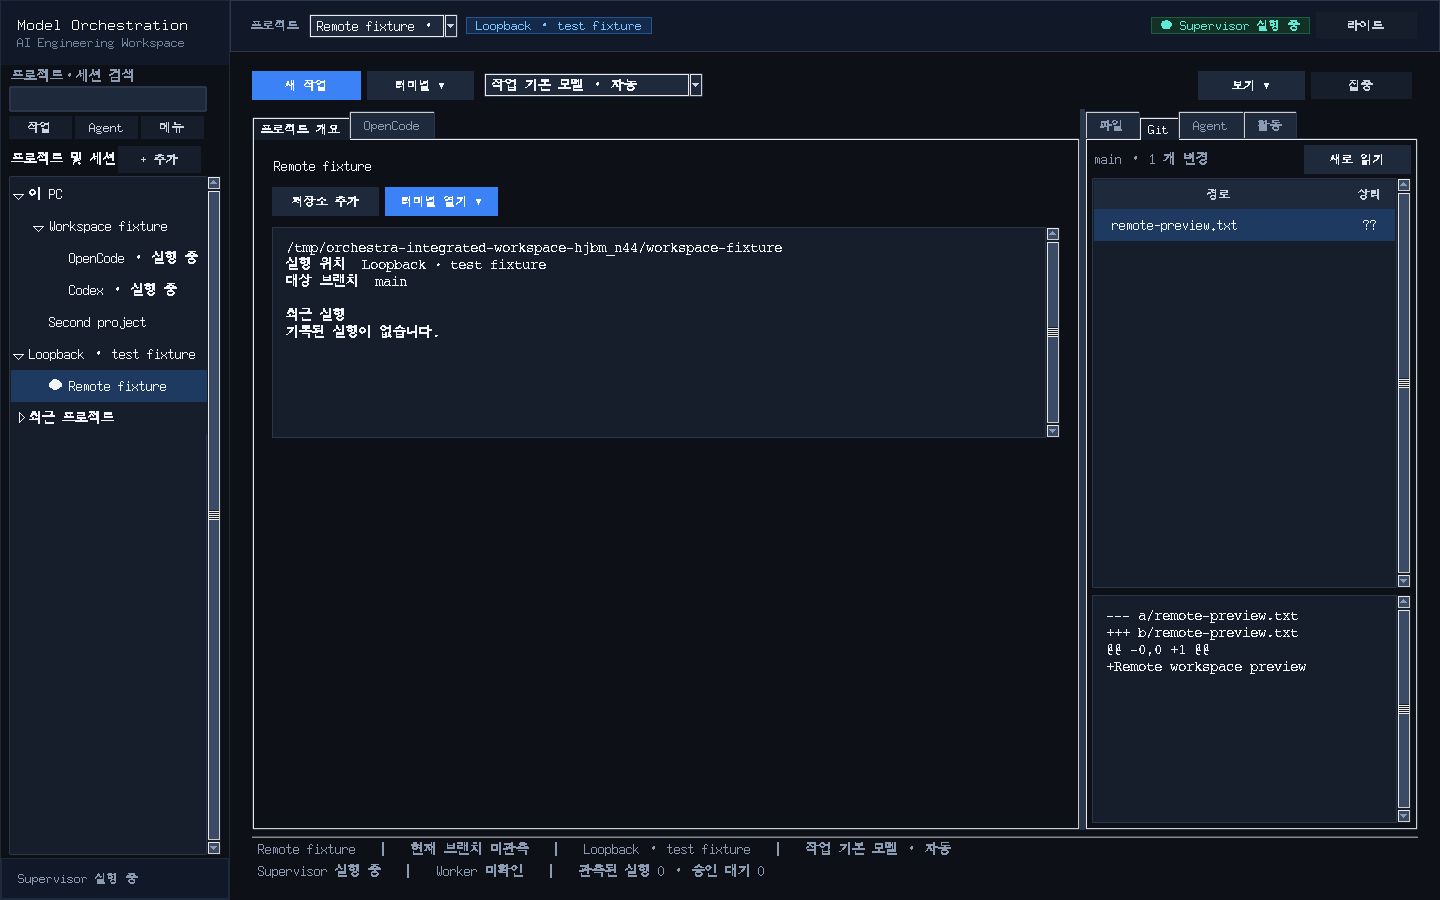 Model Orchestration
AI Engineering Workspace
프로젝트·세션 검색
작업 Agent 메뉴
프로젝트 및 세션 + 추가
이 PC
Workspace fixture
OpenCode · 실행 중
Codex · 실행 중
Second project
Loopback · test fixture
Remote fixture
최근 프로젝트
Supervisor 실행 중
프로젝트 Remote fixture · Loopback · test fixture
Supervisor 실행 중 라이트
새 작업 터미널 ▾ 작업 기본 모델 · 자동
보기 ▾ 집중
프로젝트 개요 OpenCode
Remote fixture
저장소 추가 터미널 열기 ▾
/tmp/orchestra-integrated-workspace-hjbm_n44/workspace-fixture
실행 위치 Loopback · test fixture
대상 브랜치 main
최근 실행
기록된 실행이 없습니다.
파일 Git Agent 활동
main · 1 개 변경 새로 읽기
경로 상태
remote-preview.txt ??
--- a/remote-preview.txt
+++ b/remote-preview.txt
@@ -0,0 +1 @@
+Remote workspace preview
Remote fixture | 현재 브랜치 미관측 | Loopback · test fixture | 작업 기본 모델 · 자동
Supervisor 실행 중 | Worker 미확인 | 관측된 실행 0 · 승인 대기 0